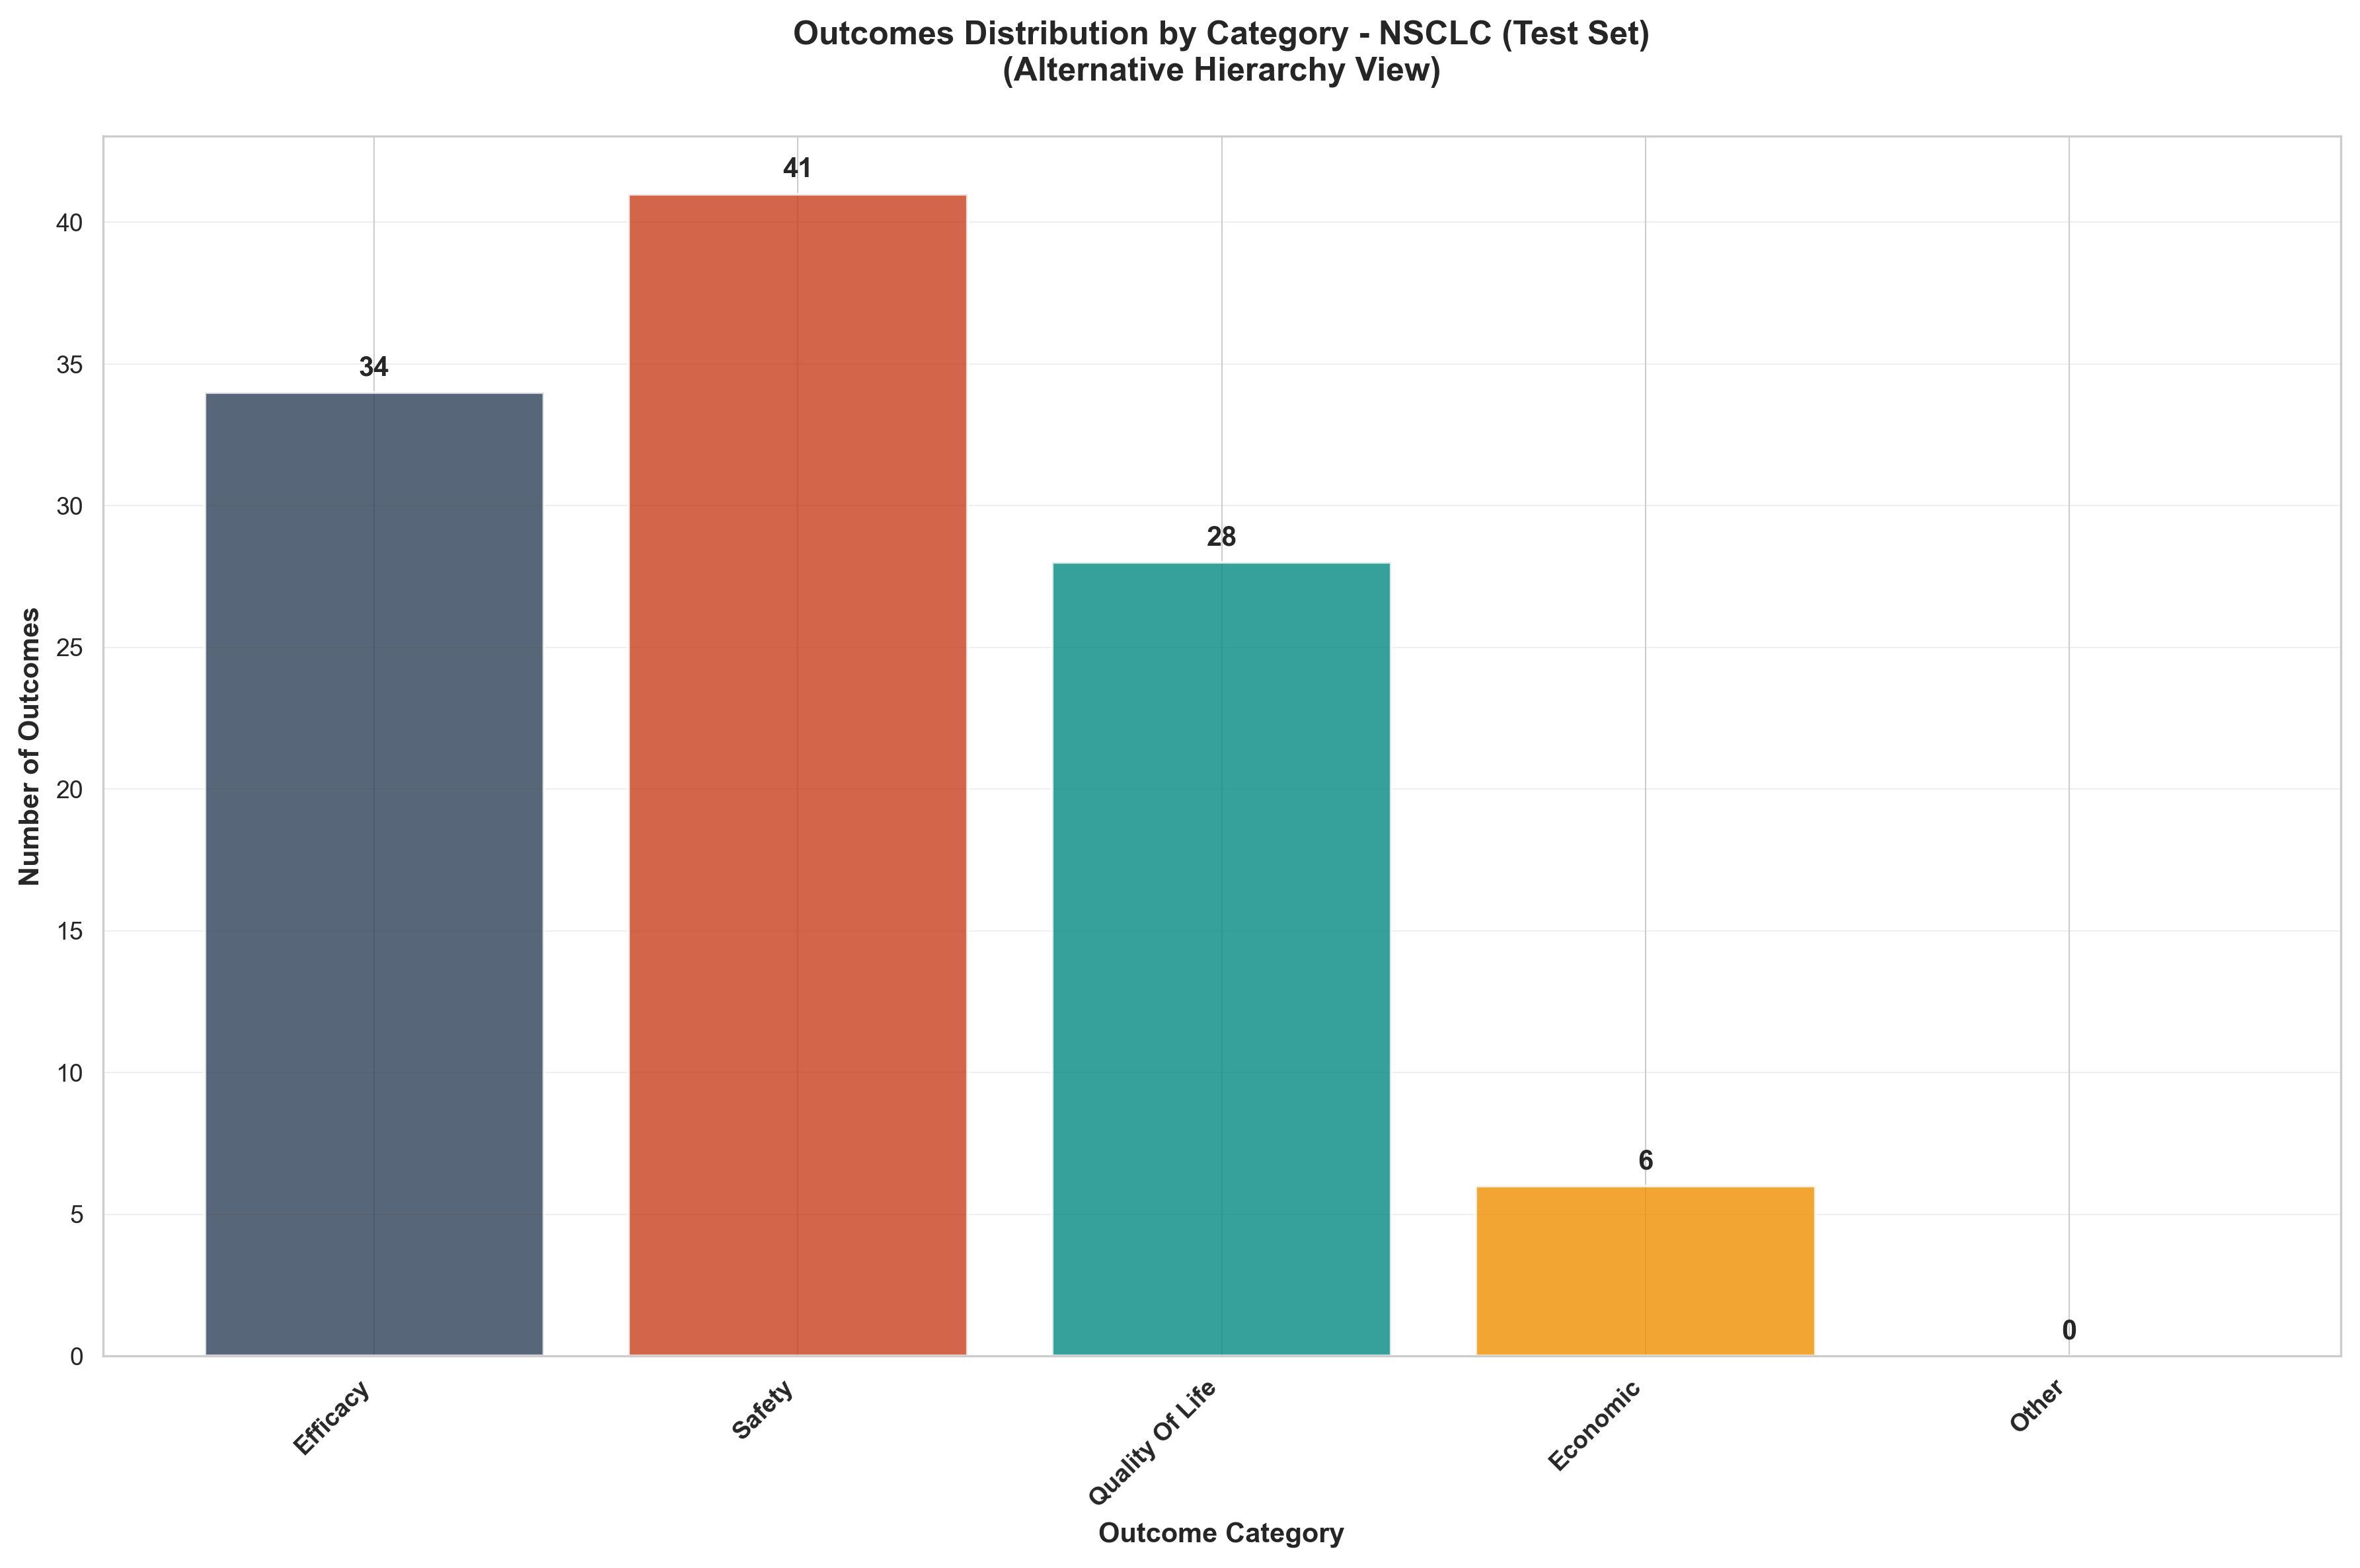 Outcomes Distribution by Category - NSCLC (Test Set)
(Alternative Hierarchy View)
Number of Outcomes
40
35
30
25
20
15
10
5
0
34
41
28
6
0
Efficacy
Safety
Quality Of Life
Economic
Other
Outcome Category